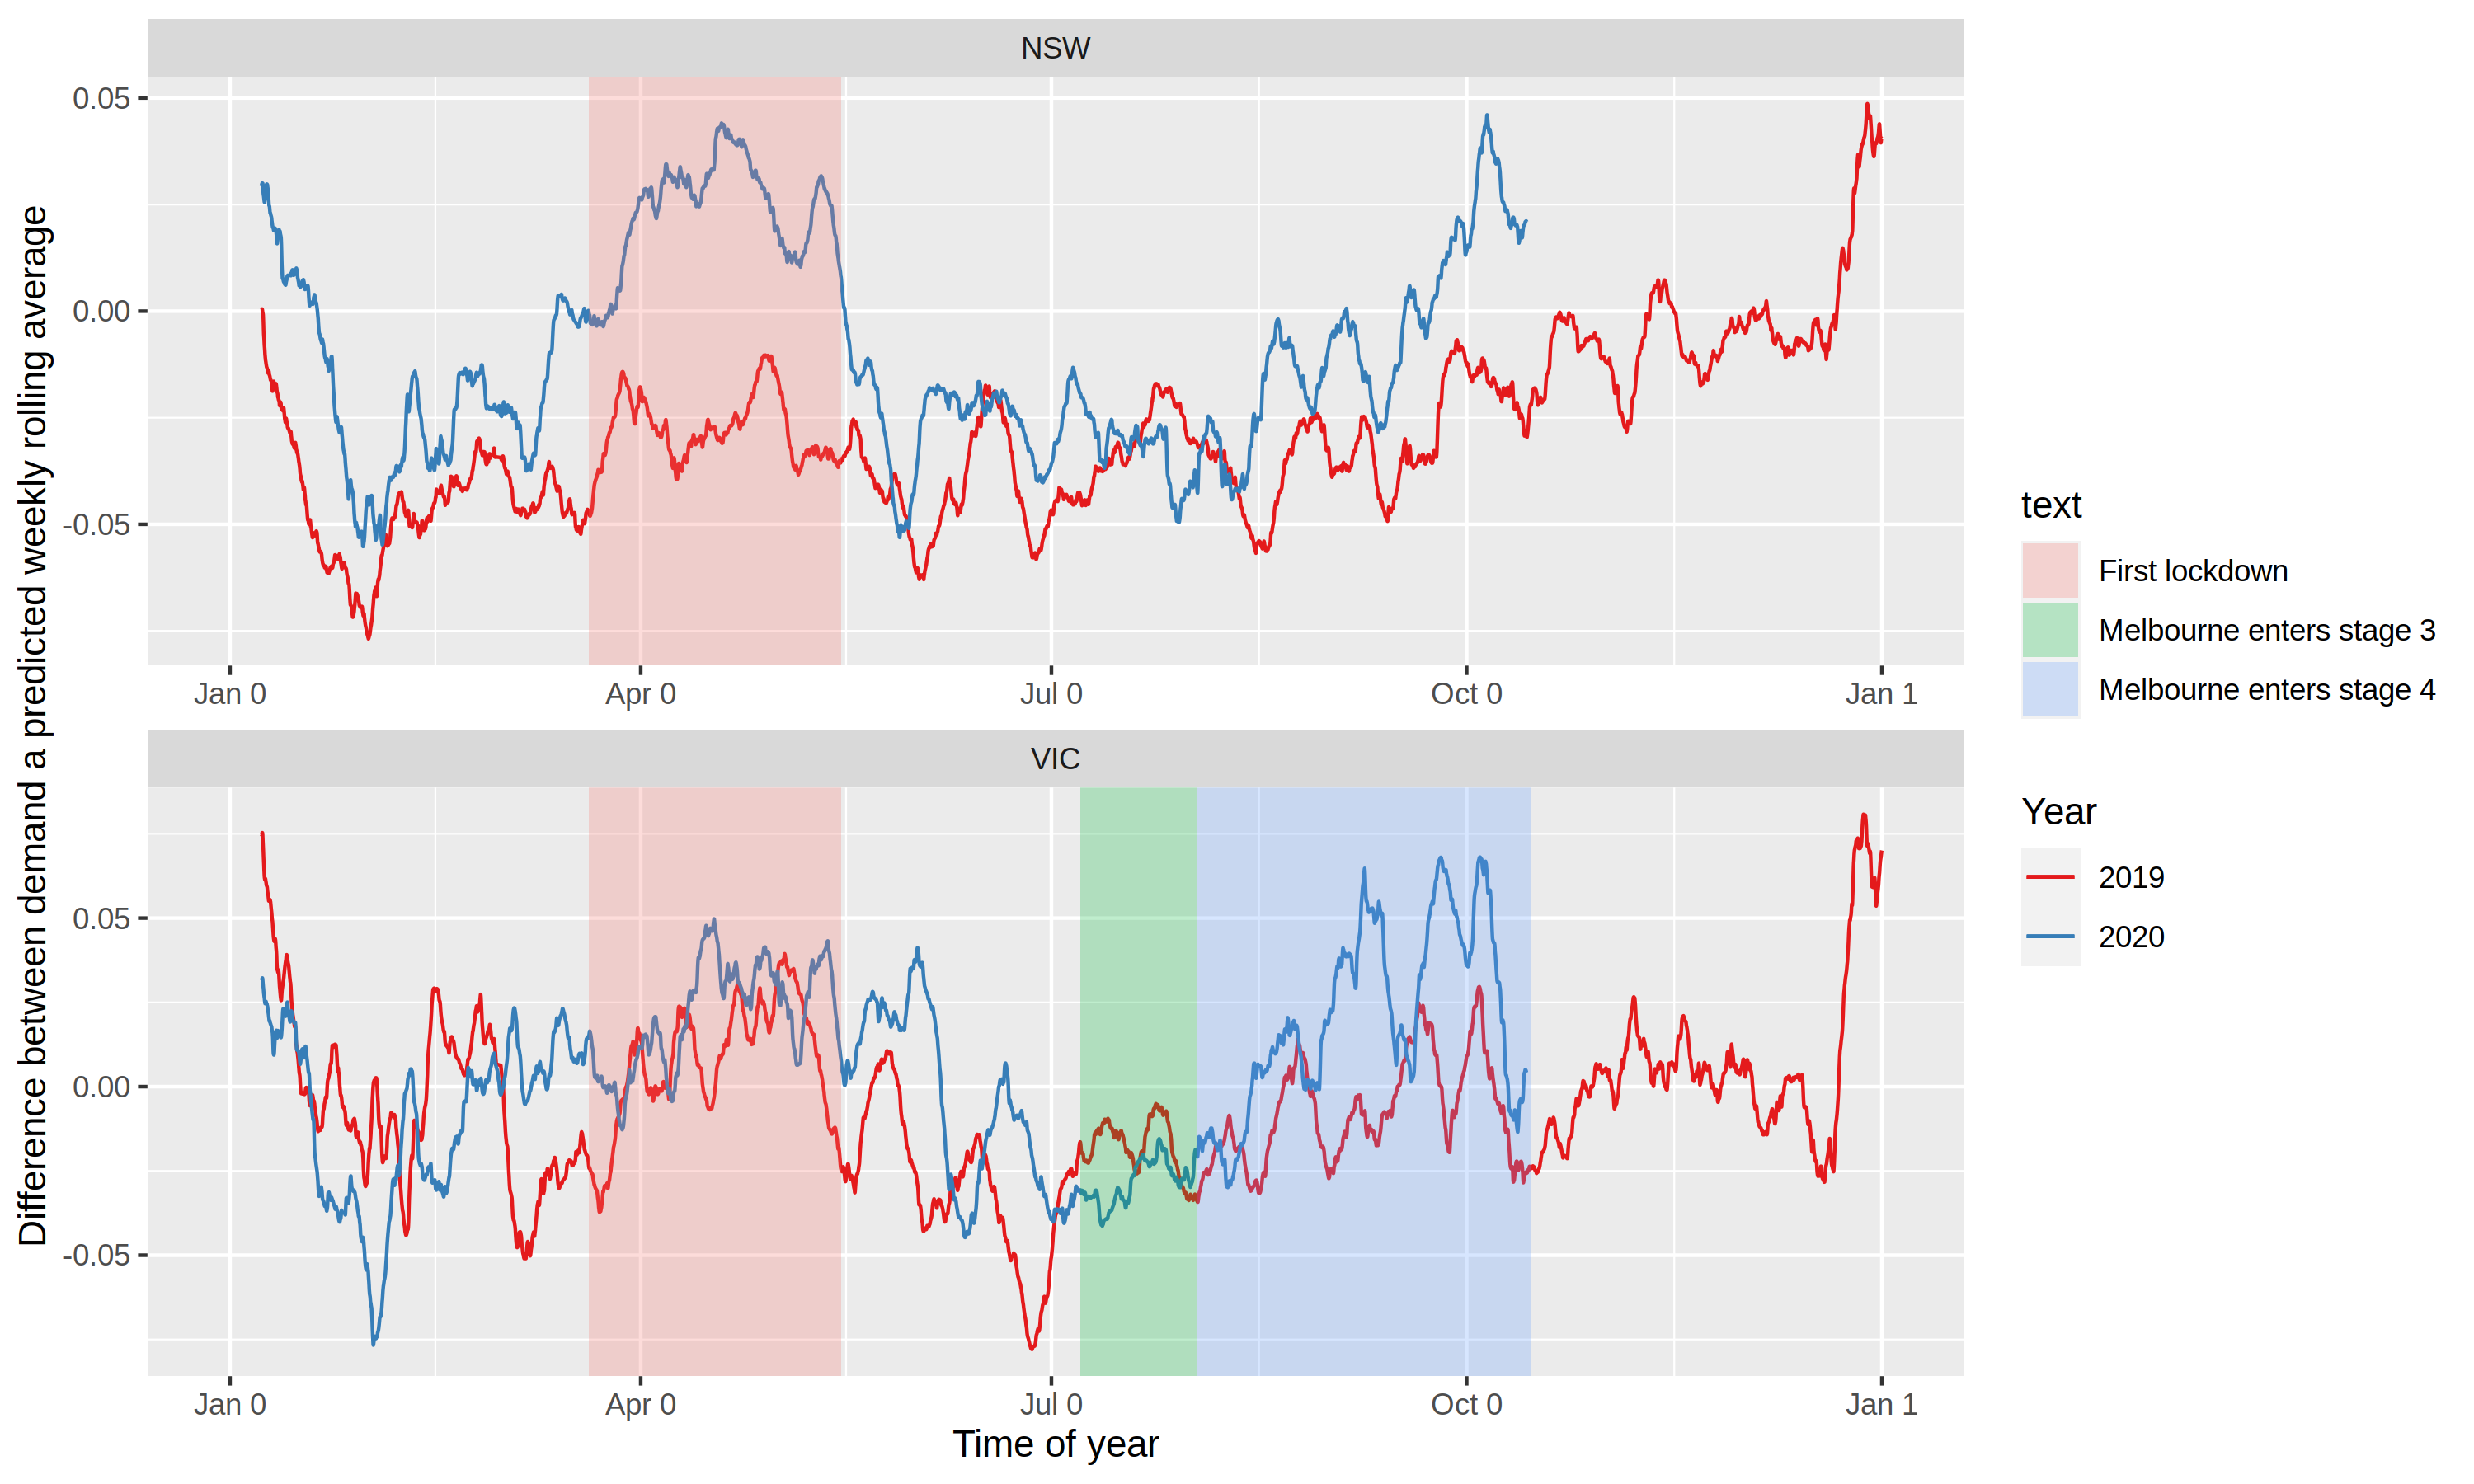 NSW
0.05
0.00
-0.05
Jan 0 Apr 0 Jul 0 Oct 0 Jan 1
VIC
0.05
0.00
-0.05
Jan 0 Apr 0 Jul 0 Oct 0 Jan 1
Time of year
Difference between demand a predicted weekly rolling average
text
First lockdown
Melbourne enters stage 3
Melbourne enters stage 4
Year
2019
2020